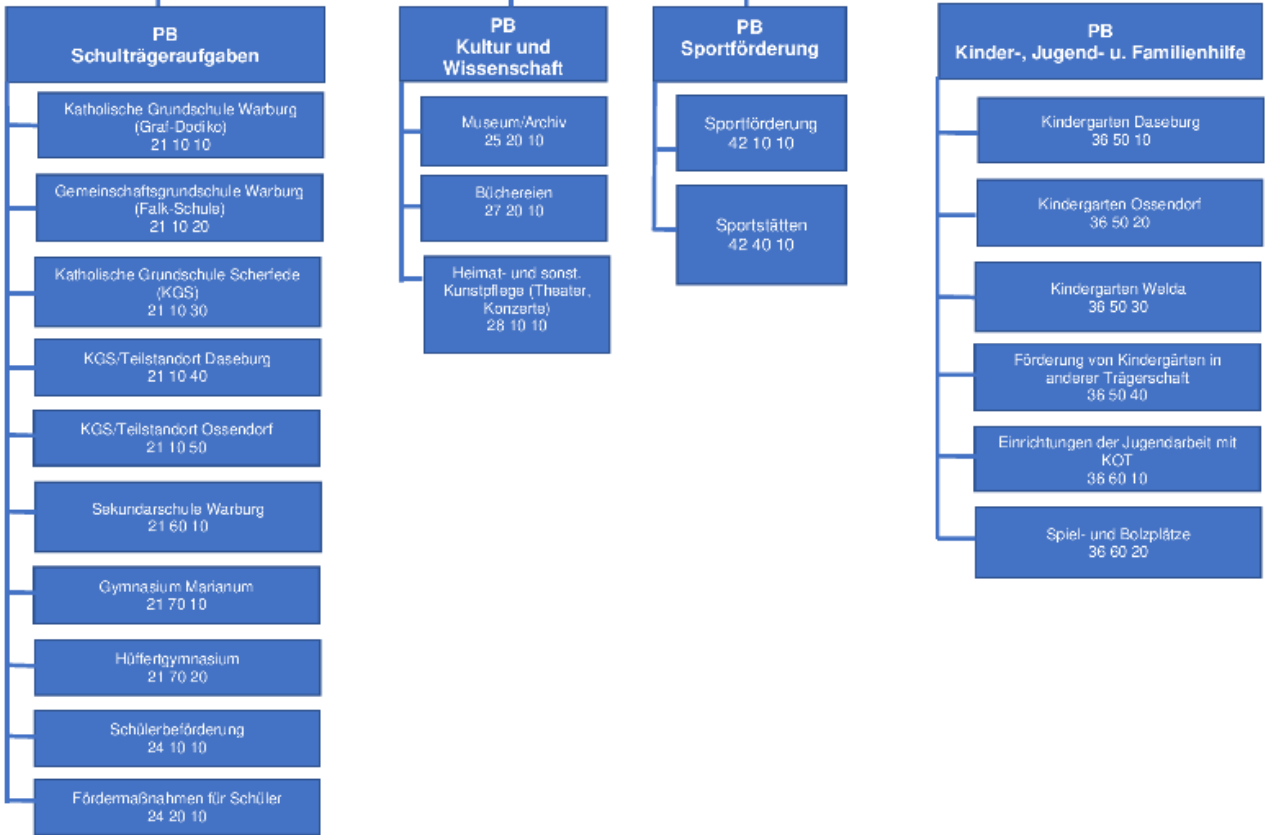 PB
Schulträgeraufgaben
Katholische Grundschule Warburg
(Graf-Dodiko)
21 10 10
Gemeinschaftsgrundschule Warburg
(Falk-Schule)
21 10 20
Katholische Grundschule Scherfede
(KGS)
21 10 30
KGS/Teilstandort Daseburg
21 10 40
KGS/Teilstandort Ossendorf
21 10 50
Sekundarschule Warburg
21 60 10
Gymnasium Marianum
21 70 10
Hüffertgymnasium
21 70 20
Schülerbeförderung
24 10 10
Fördermaßnahmen für Schüler
24 20 10
PB
Kultur und
Wissenschaft
Museum/Archiv
25 20 10
Büchereien
27 20 10
Heimat- und sonst.
Kunstpflege (Theater,
Konzerte)
28 10 10
PB
Sportförderung
Sportförderung
42 10 10
Sportstätten
42 40 10
PB
Kinder-, Jugend- u. Familienhilfe
Kindergarten Daseburg
36 50 10
Kindergarten Ossendorf
36 50 20
Kindergarten Welda
36 50 30
Förderung von Kindergärten in
anderer Trägerschaft
36 50 40
Einrichtungen der Jugendarbeit mit
KOT
36 60 10
Spiel- und Bolzplätze
36 60 20